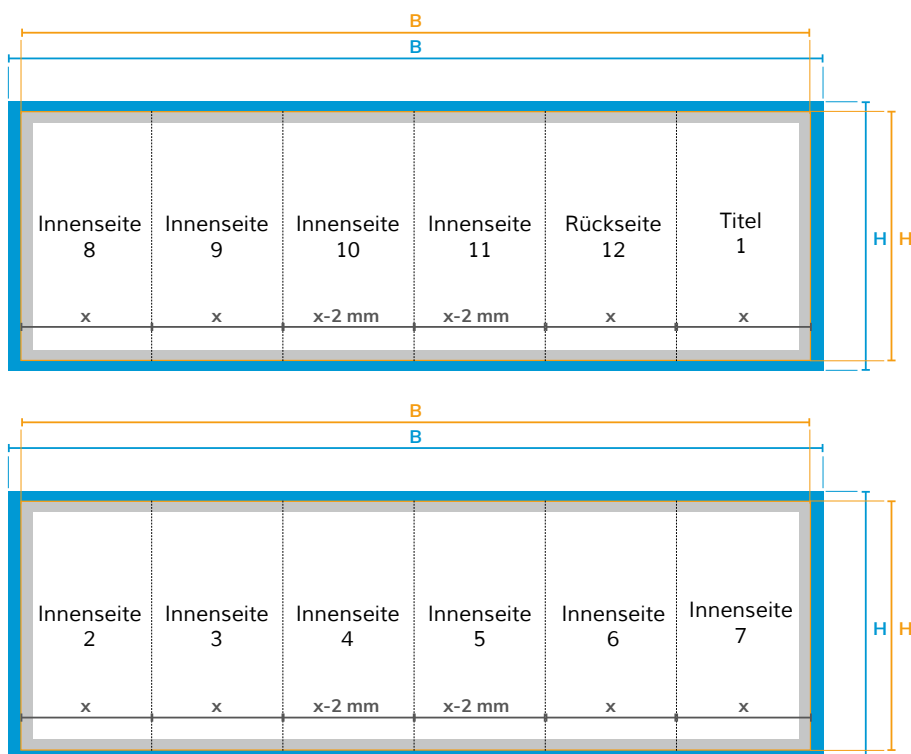 B
B
Innenseite
8
Innenseite
9
Innenseite
10
Innenseite
11
Rückseite
12
Titel
1
H
H
x
x
x-2 mm
x-2 mm
x
x
B
B
Innenseite
2
Innenseite
3
Innenseite
4
Innenseite
5
Innenseite
6
Innenseite
7
H
H
x
x
x-2 mm
x-2 mm
x
x